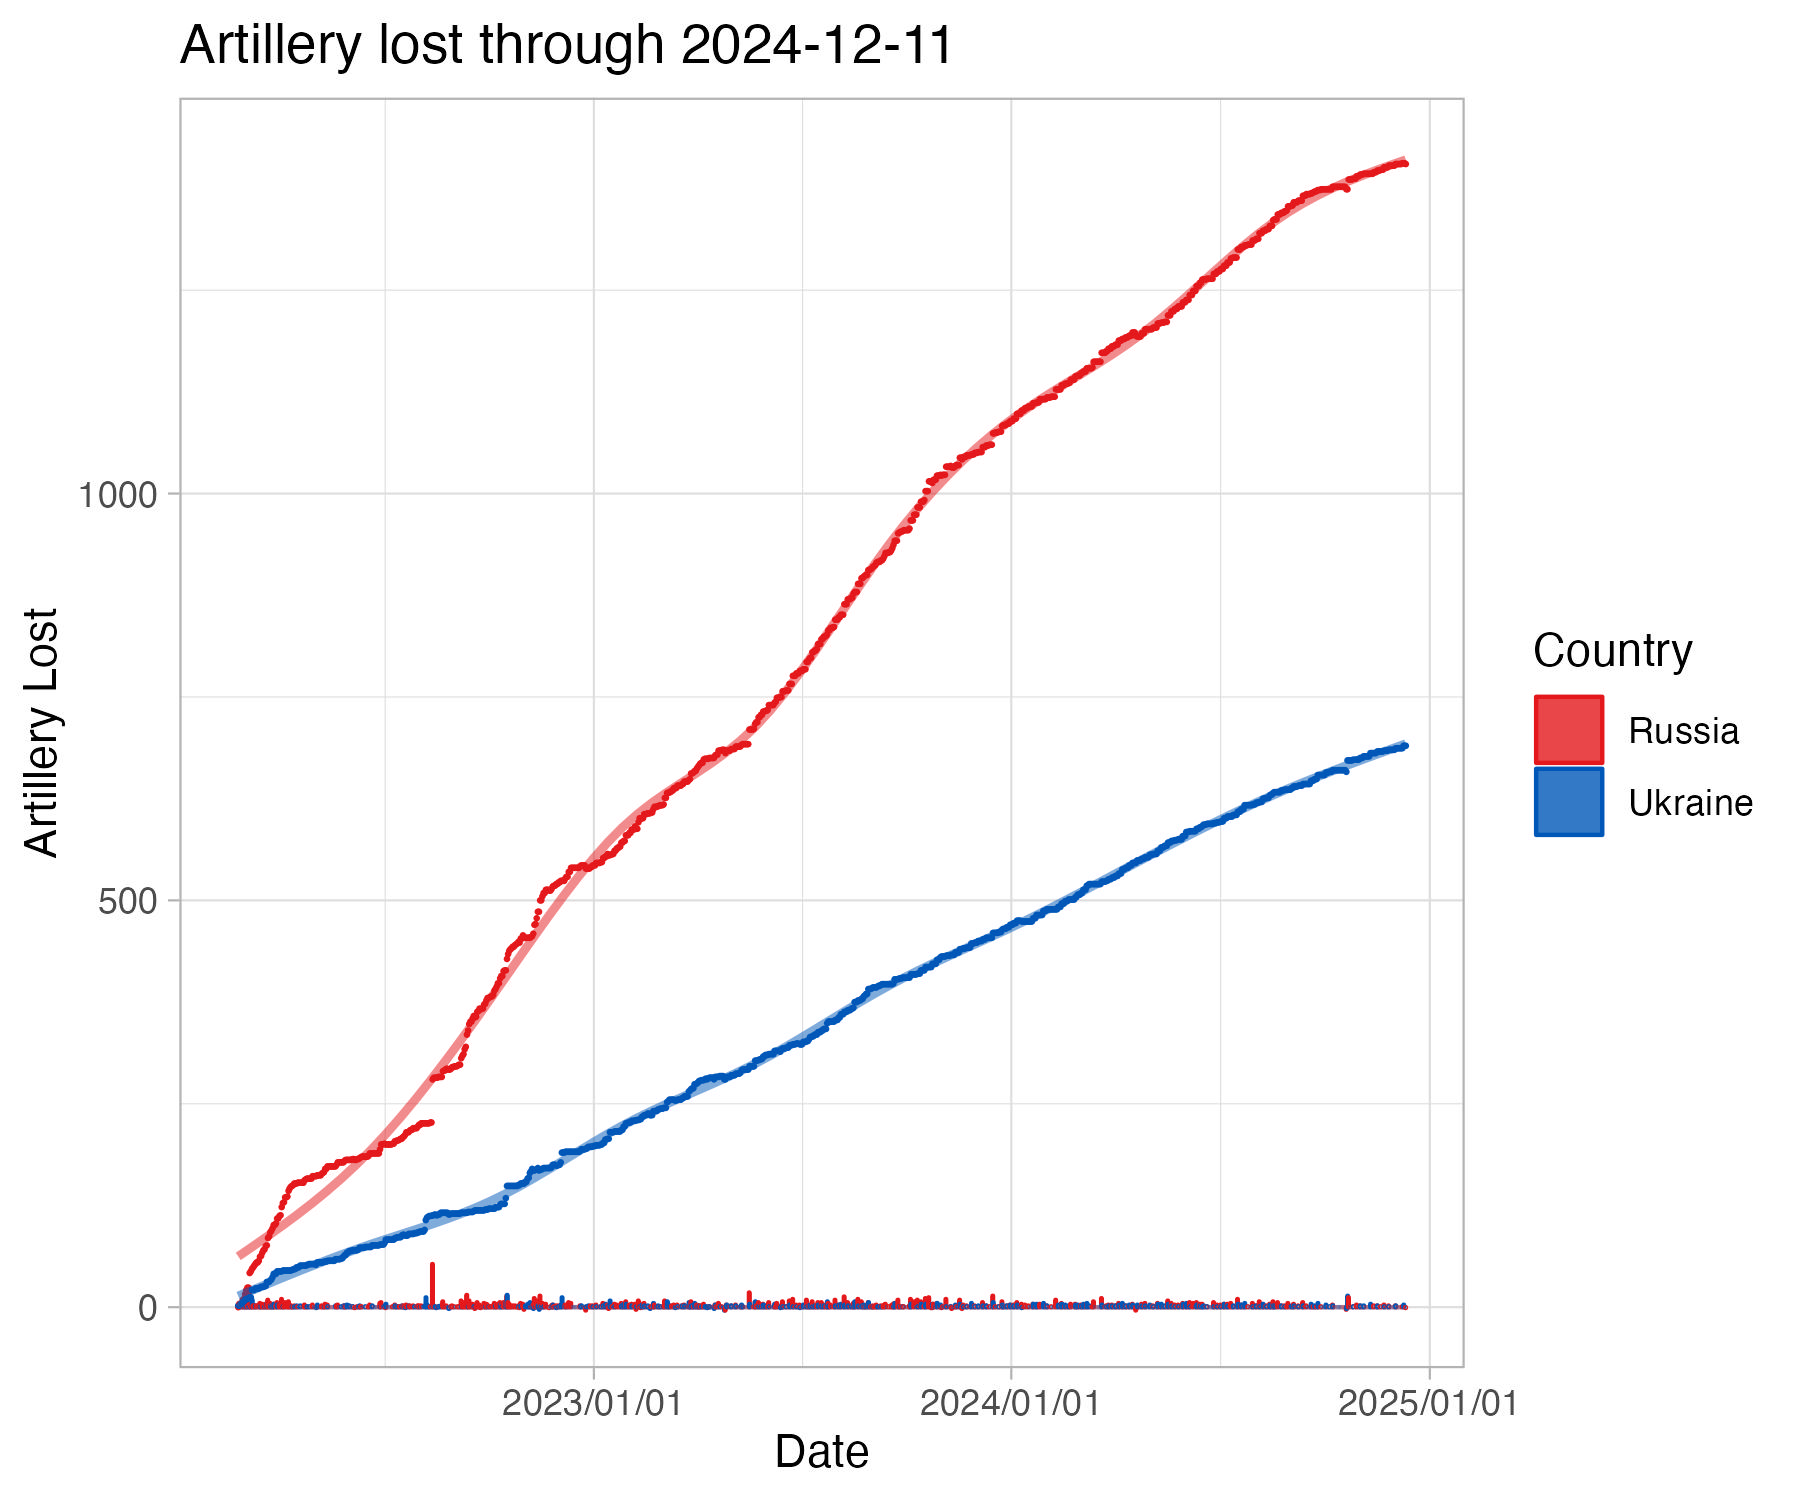 Artillery lost through 2024-12-11
Artillery Lost
1000
500
0
2023/01/01
2024/01/01
2025/01/01
Date
Country
Russia
Ukraine